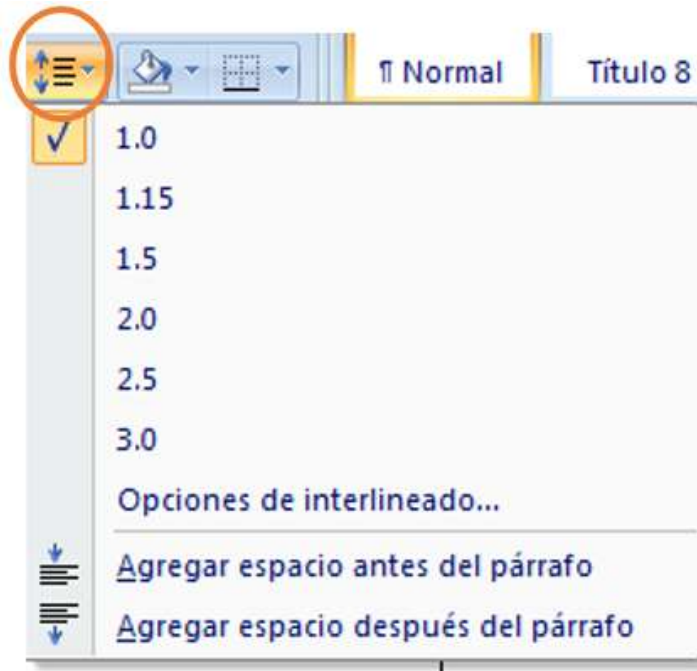 ¶ Normal Título 8
1.0
1.15
1.5
2.0
2.5
3.0
Opciones de interlineado...
Agregar espacio antes del párrafo
Agregar espacio después del párrafo